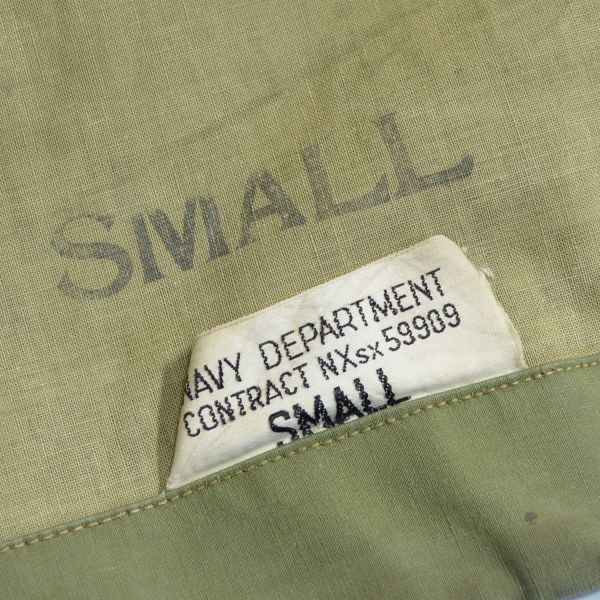 SMALL
NAVY DEPARTMENT
CONTRACT NXsx 59909
SMALL